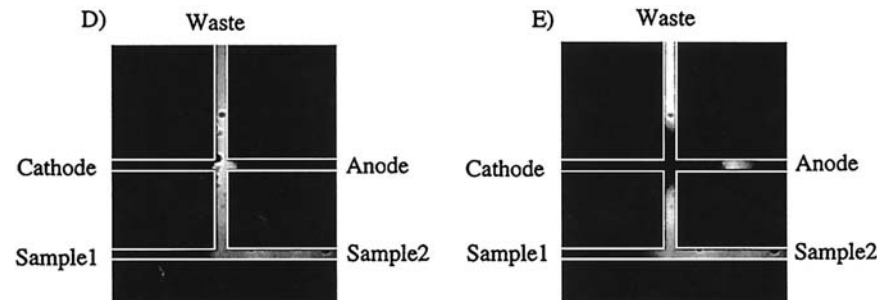 D)
Waste
Cathode
Anode
Sample1
Sample2
E)
Waste
Cathode
Anode
Sample1
Sample2